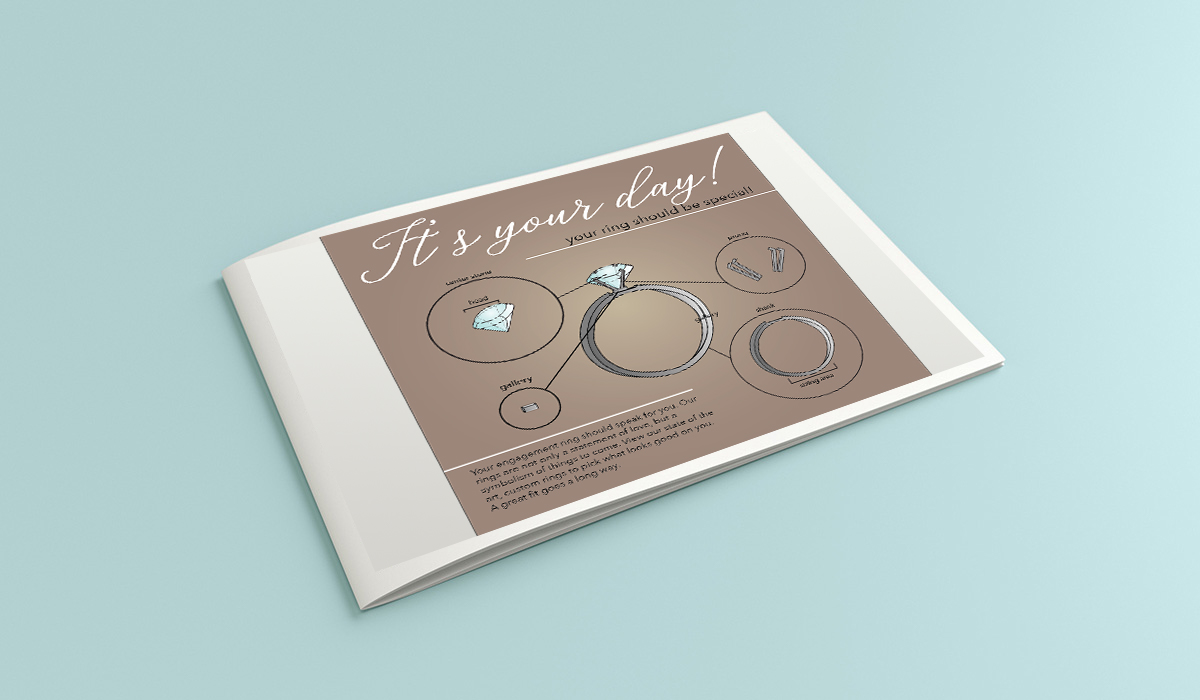 It's your day!
your ring should be special!
center stone
head
prongs
gallery
shank
sizing area
gallery
Your engagement ring should speak for you. Our
rings are not only a statement of love, but a
symbolism of things to come. View our state of the
art, custom rings to pick what looks good on you.
A great fit goes a long way.